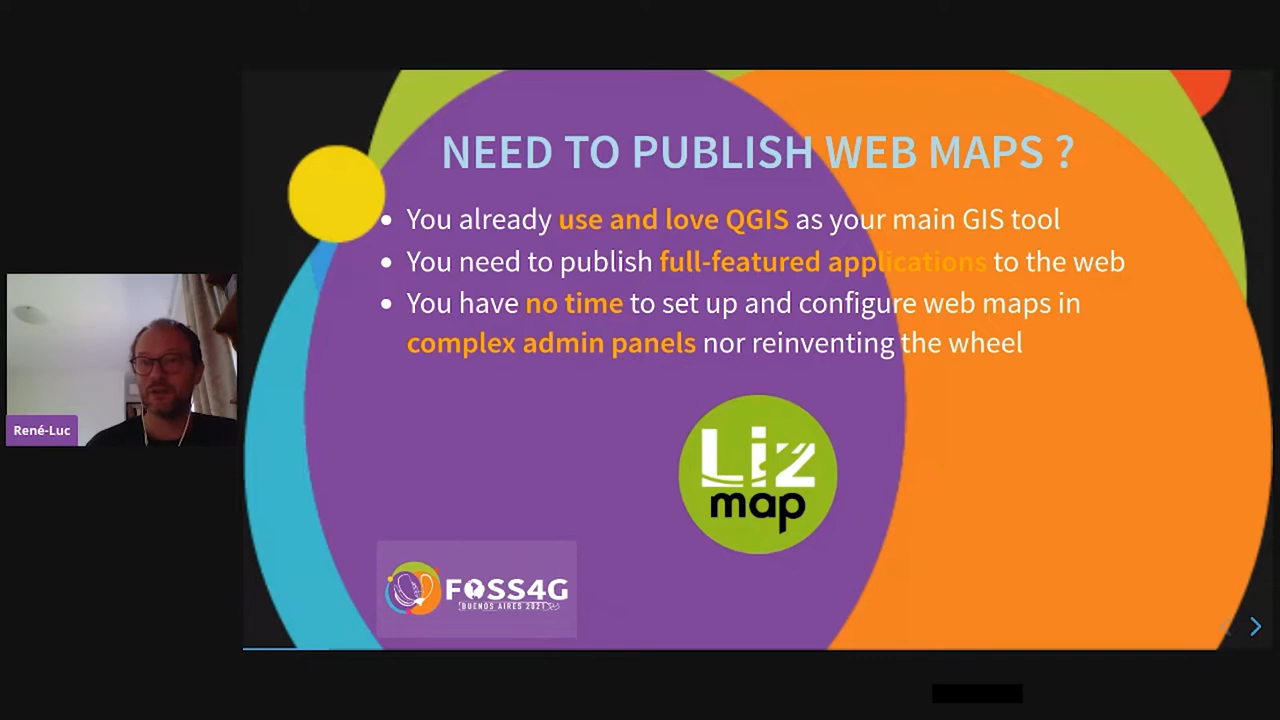 NEED TO PUBLISH WEB MAPS ?
• You already use and love QGIS as your main GIS tool
• You need to publish full-featured applications to the web
• You have no time to set up and configure web maps in
complex admin panels nor reinventing the wheel
René-Luc
Liz
map
FOSS4G
BUENOS AIRES 2021